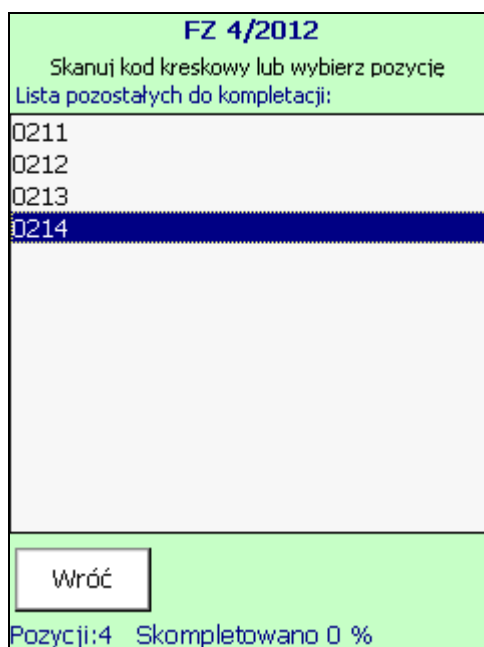 FZ 4/2012
Skanuj kod kreskowy lub wybierz pozycję
Lista pozostałych do kompletacji:
0211
0212
0213
0214
Wróć
Pozycji:4 Skompletowano 0 %